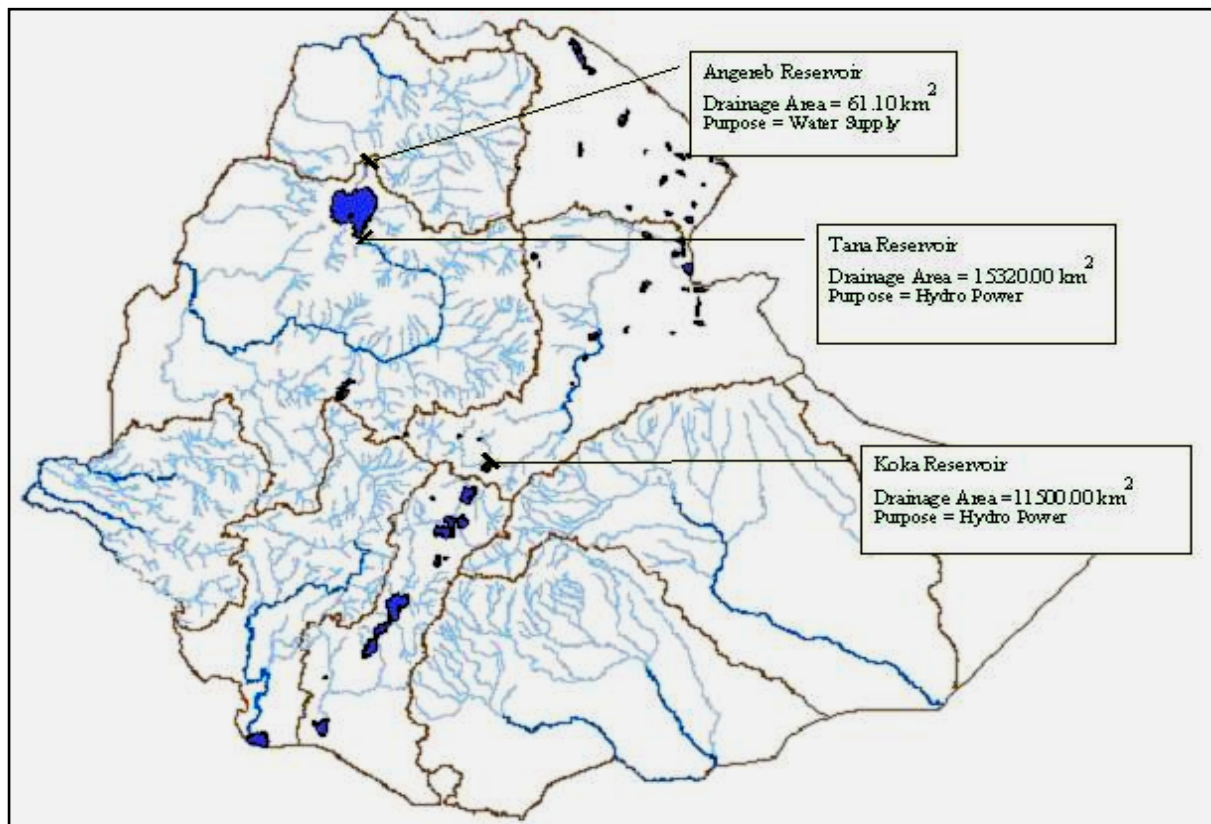 Angereb Reservoir
Drainage Area = 61.10 km²
Purpose = Water Supply
Tana Reservoir
Drainage Area = 15320.00 km²
Purpose = Hydro Power
Koka Reservoir
Drainage Area =11500.00 km²
Purpose = Hydro Power